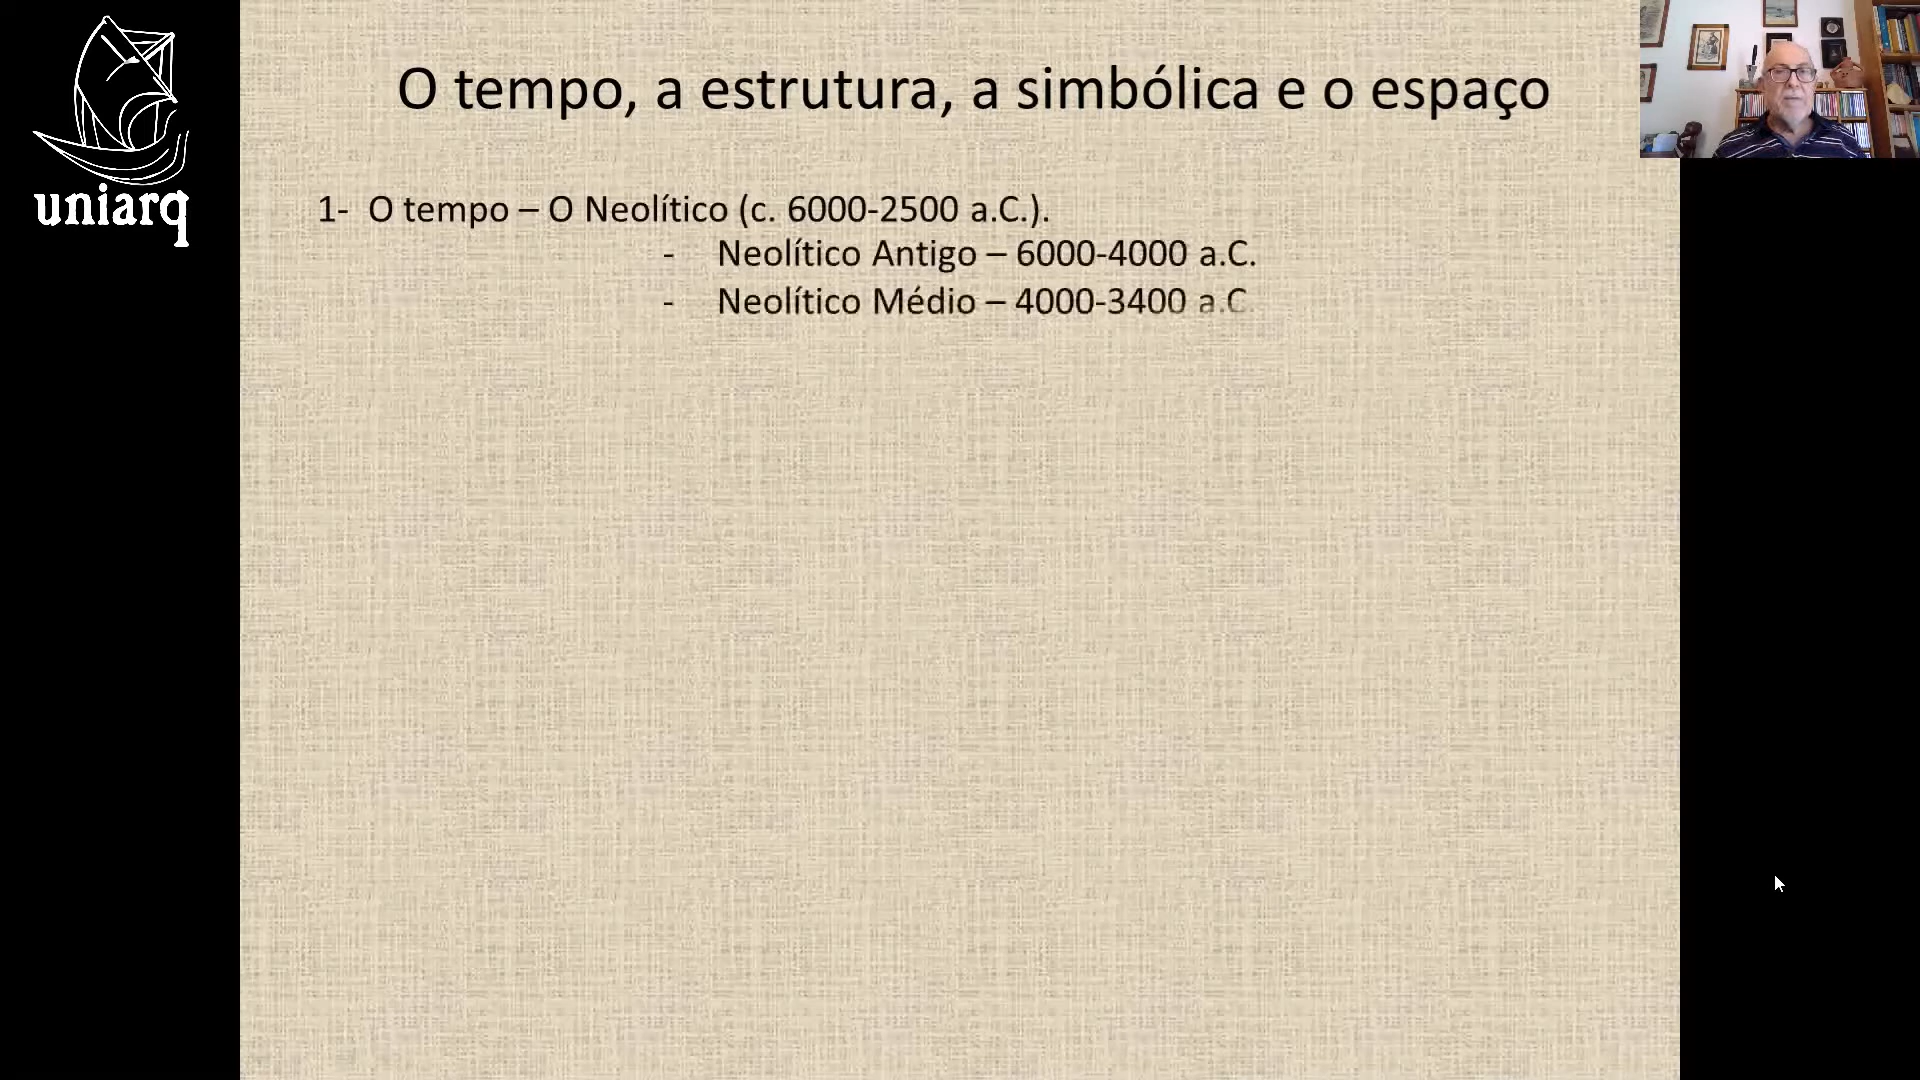 uniarq
O tempo, a estrutura, a simbólica e o espaço
1- O tempo – O Neolítico (c. 6000-2500 a.C.).
- Neolítico Antigo – 6000-4000 a.C.
- Neolítico Médio – 4000-3400 a.C.